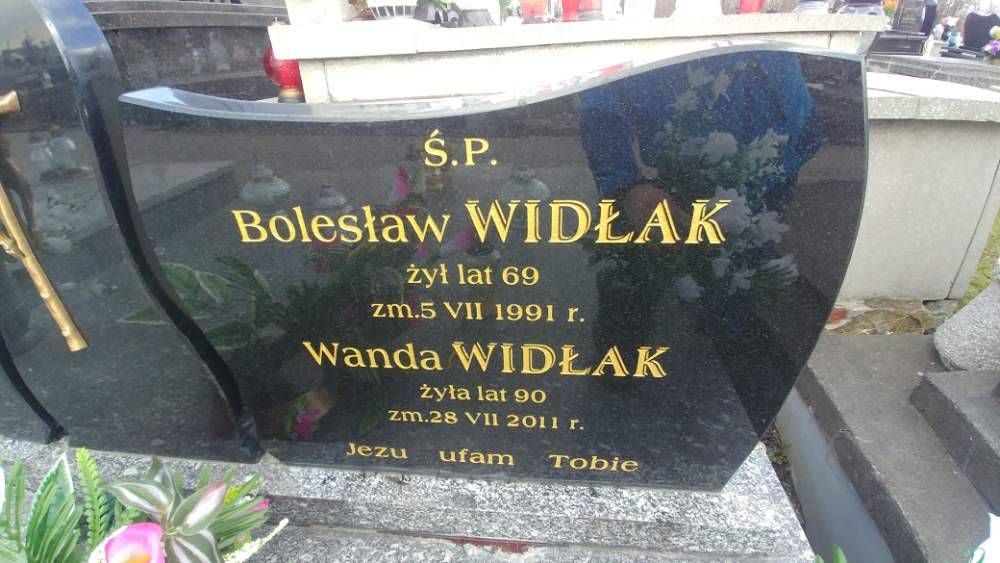 Ś.P.
Bolesław WIDŁAK
żył lat 69
zm.5 VII 1991 r.
Wanda WIDŁAK
żyła lat 90
zm.28 VII 2011 r.
Jezu ufam Tobie